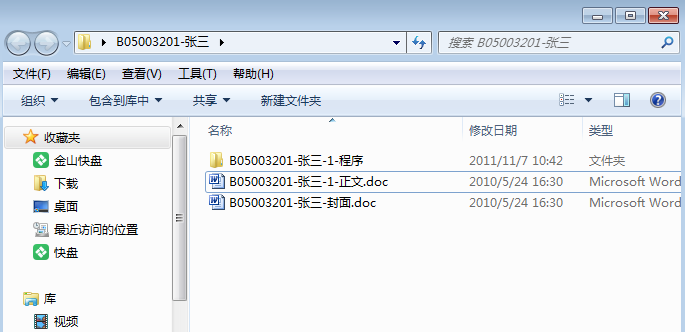 B05003201-张三
搜索 B05003201-张三
文件(F) 编辑(E) 查看(V) 工具(T) 帮助(H)
组织 包含到库中 共享 新建文件夹
收藏夹
金山快盘
下载
桌面
最近访问的位置
快盘
库
视频
名称 修改日期 类型
B05003201-张三-1-程序 2011/11/7 10:42 文件夹
B05003201-张三-1-正文.doc 2010/5/24 16:30 Microsoft Word
B05003201-张三-封面.doc 2010/5/24 16:30 Microsoft Word